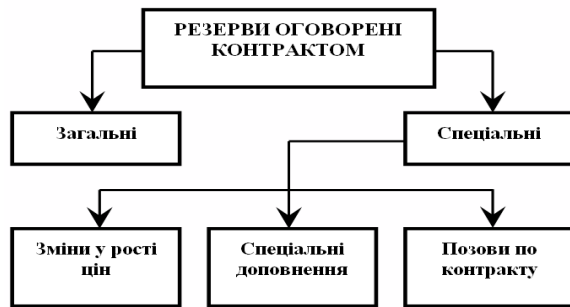 РЕЗЕРВИ ОГОВОРЕНІ
КОНТРАКТОМ
Загальні
Спеціальні
Зміни у рості
цін
Спеціальні
доповнення
Позови по
контракту